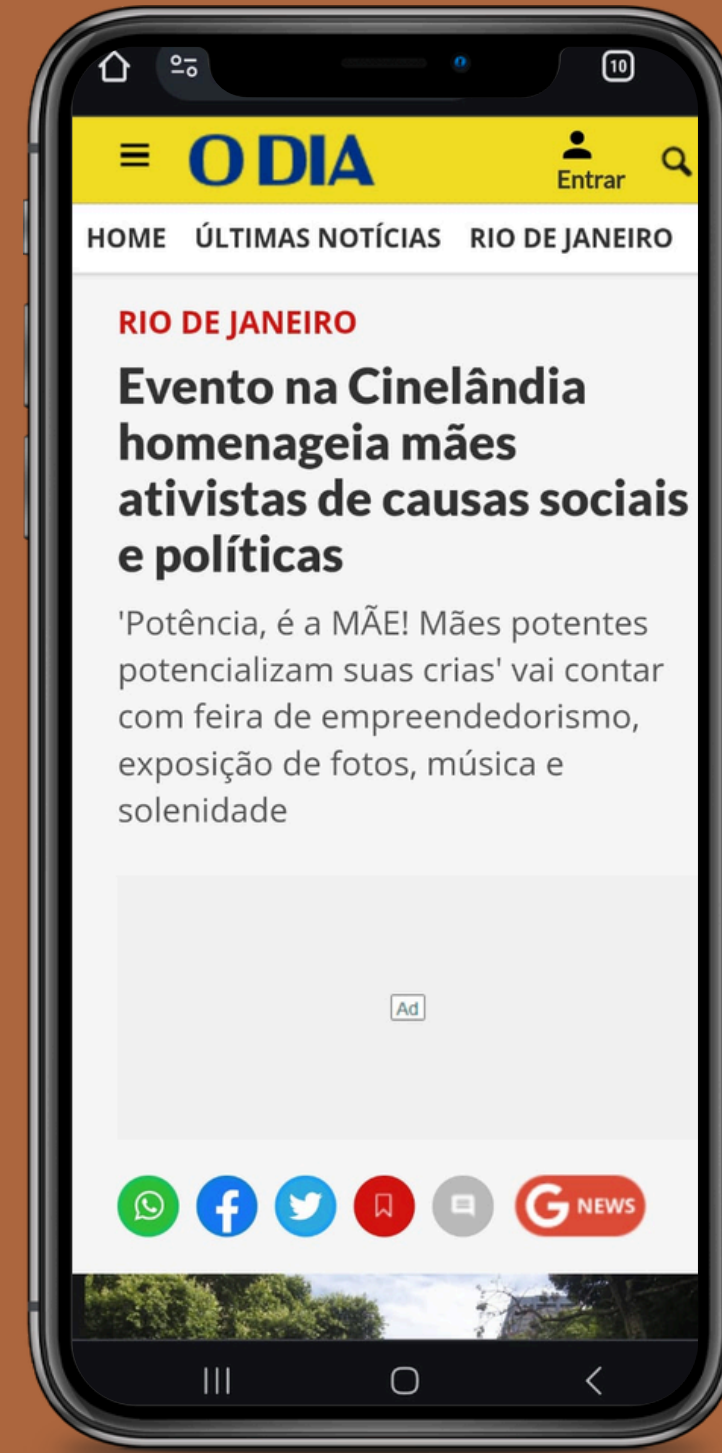 10
O DIA
Entrar
HOME ÚLTIMAS NOTÍCIAS RIO DE JANEIRO
RIO DE JANEIRO
Evento na Cinelândia
homenageia mães
ativistas de causas sociais
e políticas
'Potência, é a MÃE! Mães potentes
potencializam suas crias' vai contar
com feira de empreendedorismo,
exposição de fotos, música e
solenidade
Ad
G NEWS